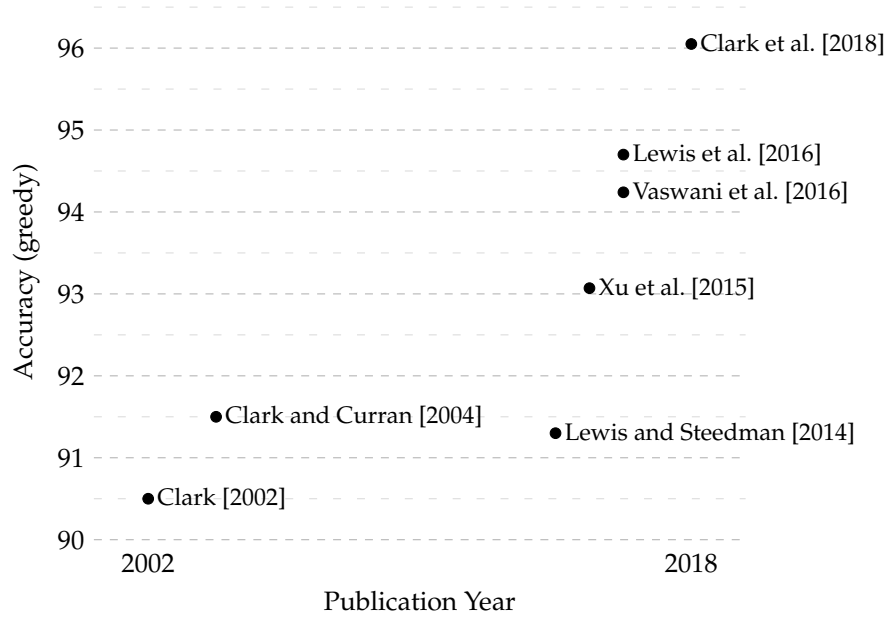 96
Clark et al. [2018]
95
Lewis et al. [2016]
Vaswani et al. [2016]
94
Accuracy (greedy)
93
Xu et al. [2015]
92
Clark and Curran [2004]
Lewis and Steedman [2014]
91
Clark [2002]
90
2002
2018
Publication Year